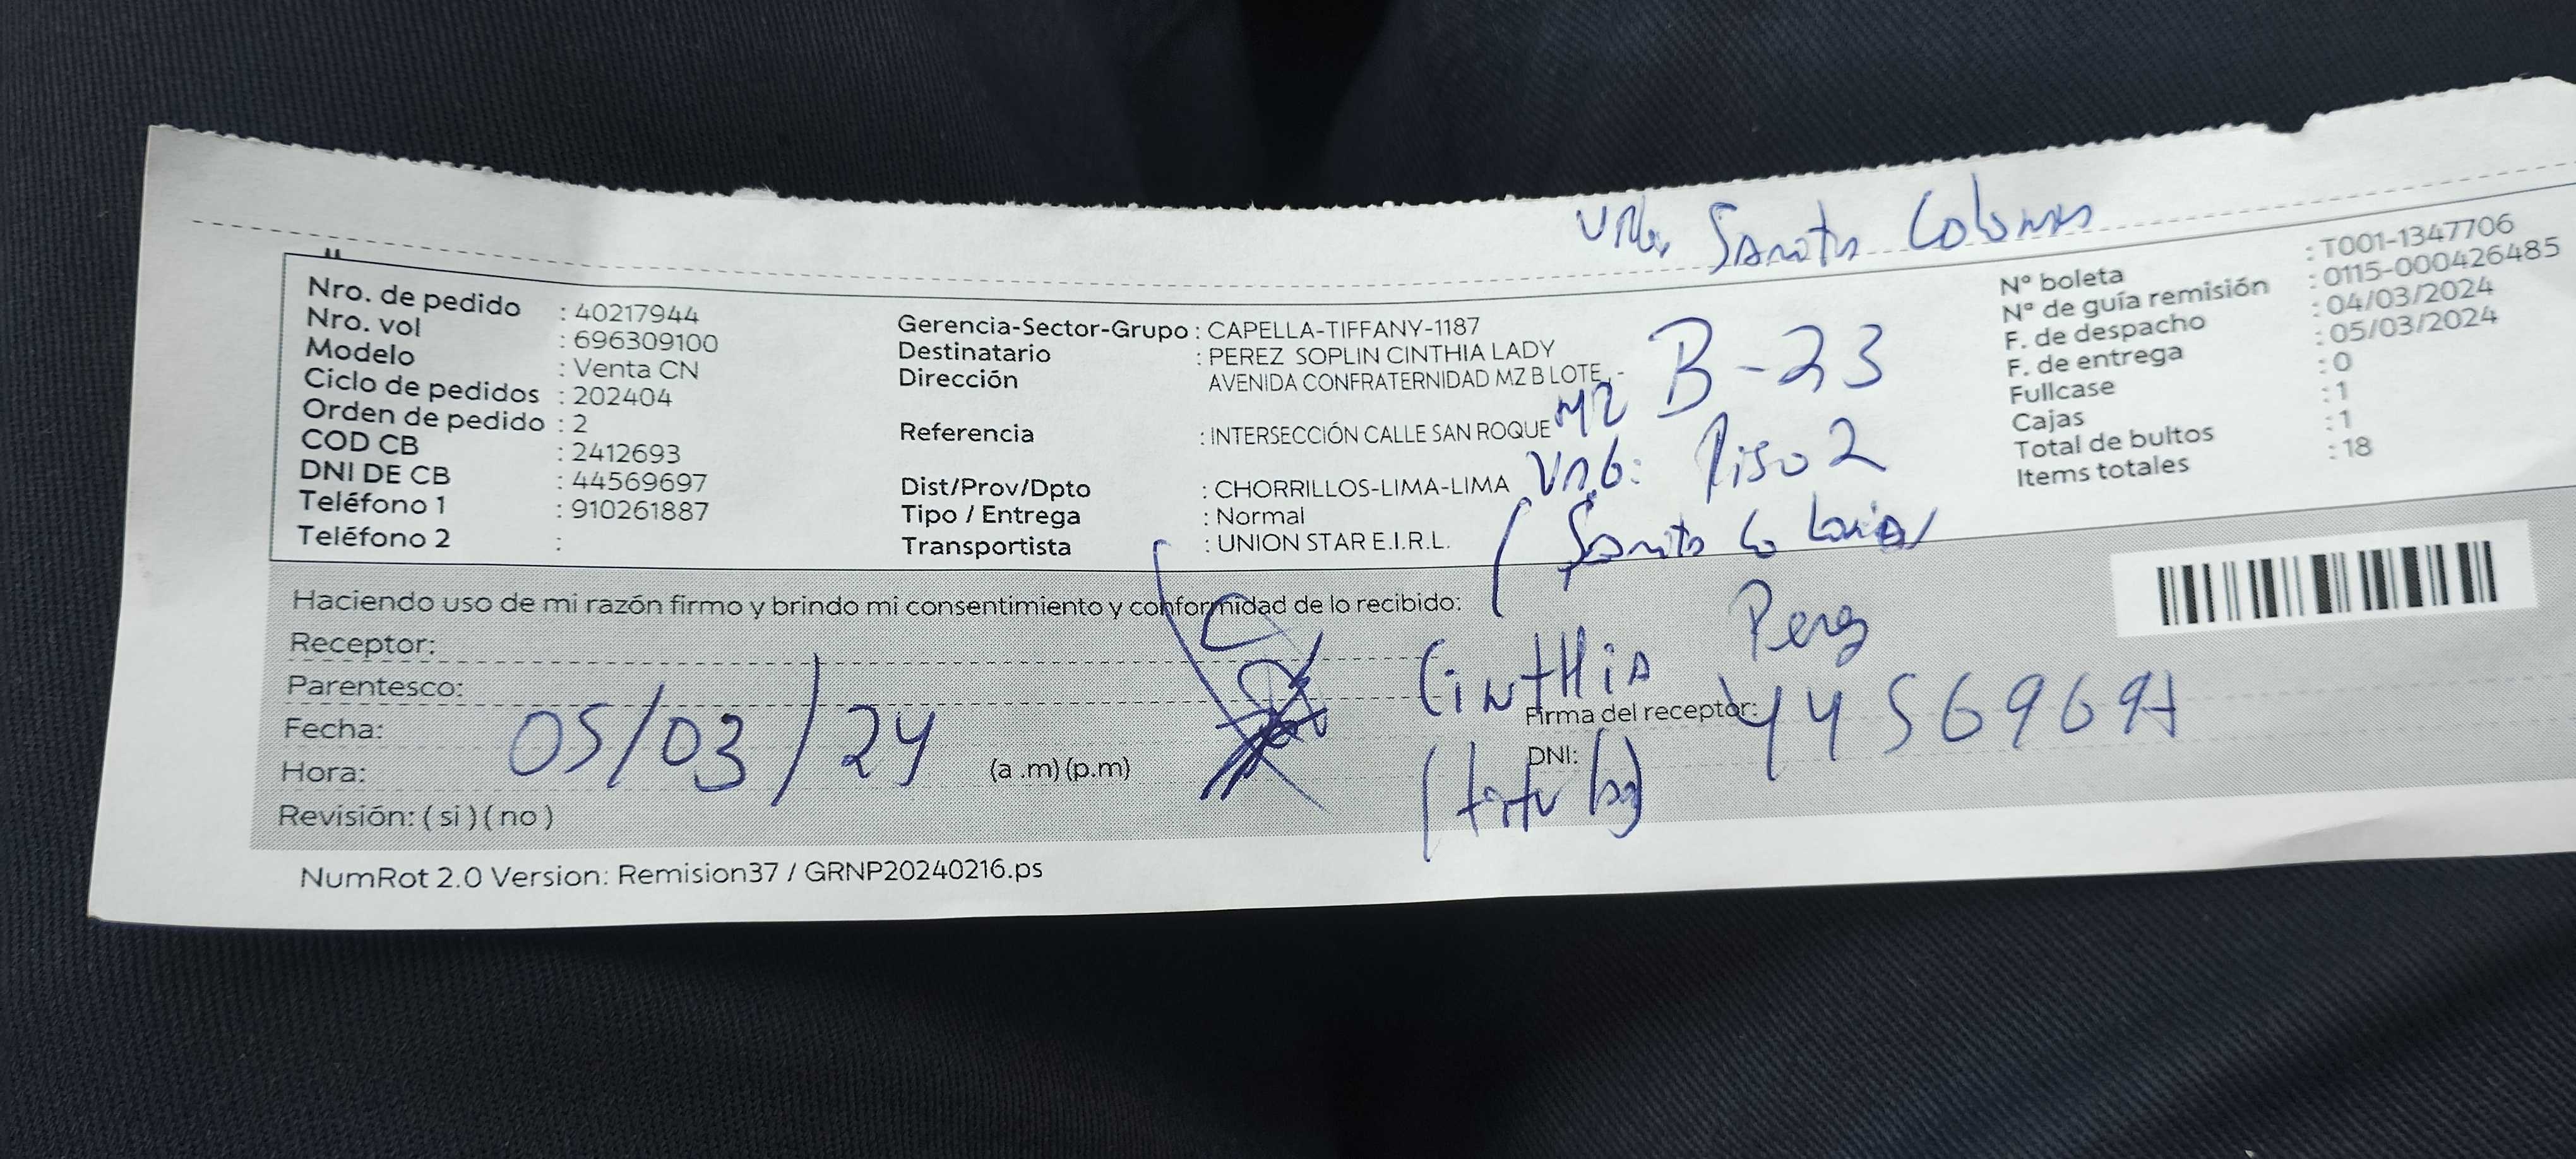 Urb. Santa Coloma
Nro. de pedido : 40217944
Nro. vol : 696309100
Modelo : Venta CN
Ciclo de pedidos : 202404
Orden de pedido : 2
COD CB : 2412693
DNI DE CB : 44569697
Teléfono 1 : 910261887
Teléfono 2 :
Gerencia-Sector-Grupo : CAPELLA-TIFFANY-1187
Destinatario : PEREZ SOPLIN CINTHIA LADY
Dirección AVENIDA CONFRATERNIDAD MZ B LOTE . -
Referencia : INTERSECCIÓN CALLE SAN ROQUE
Dist/Prov/Dpto : CHORRILLOS-LIMA-LIMA
Tipo / Entrega : Normal
Transportista : UNION STAR E.I.R.L.
MZ B-23
Urb: Piso 2
Santa
N° boleta : T001-1347706
N° de guía remisión : 0115-000426485
F. de despacho : 04/03/2024
F. de entrega : 05/03/2024
Fullcase : 0
Cajas : 1
Total de bultos : 1
Items totales : 18
Haciendo uso de mi razón firmo y brindo mi consentimiento y conformidad de lo recibido:
Receptor:
Parentesco:
Fecha: 05/03/24
Hora: (a .m) (p.m)
Revisión: ( si ) ( no )
Cinthia Perez
Firma del receptor:
44569697
DNI:
(titular)
NumRot 2.0 Version: Remision37 / GRNP20240216.ps